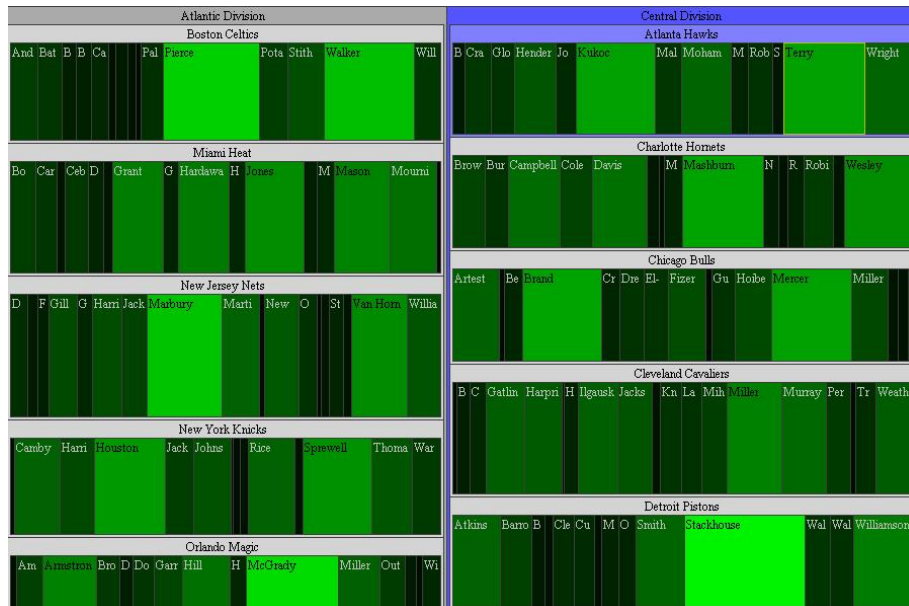 Atlantic Division
Boston Celtics
And Bat B B Ca Pal Pierce Pota Stith Walker Will
Miami Heat
Bo Car Ceb D Grant G Hardawa H Jones M Mason Mourni
New Jersey Nets
D F Gill G Harri Jack Marbury Marti New O St Van Horn Willia
New York Knicks
Camby Harri Houston Jack Johns Rice Sprewell Thoma War
Orlando Magic
Am Armstron Bro D Do Garr Hill H McGrady Miller Out Wi
Central Division
Atlanta Hawks
B Cra Glo Hender Jo Kukoc Mal Moham M Rob S Terry Wright
Charlotte Hornets
Brow Bur Campbell Cole Davis M Mashburn N R Robi Wesley
Chicago Bulls
Artest Be Brand Cr Dre El- Fizer Gu Hoibe Mercer Miller
Cleveland Cavaliers
B C Gatlin Harpri H Ilgausk Jacks Kn La Mih Miller Murray Per Tr Weath
Detroit Pistons
Atkins Barro B Cle Cu M O Smith Stackhouse Wal Wal Williamson